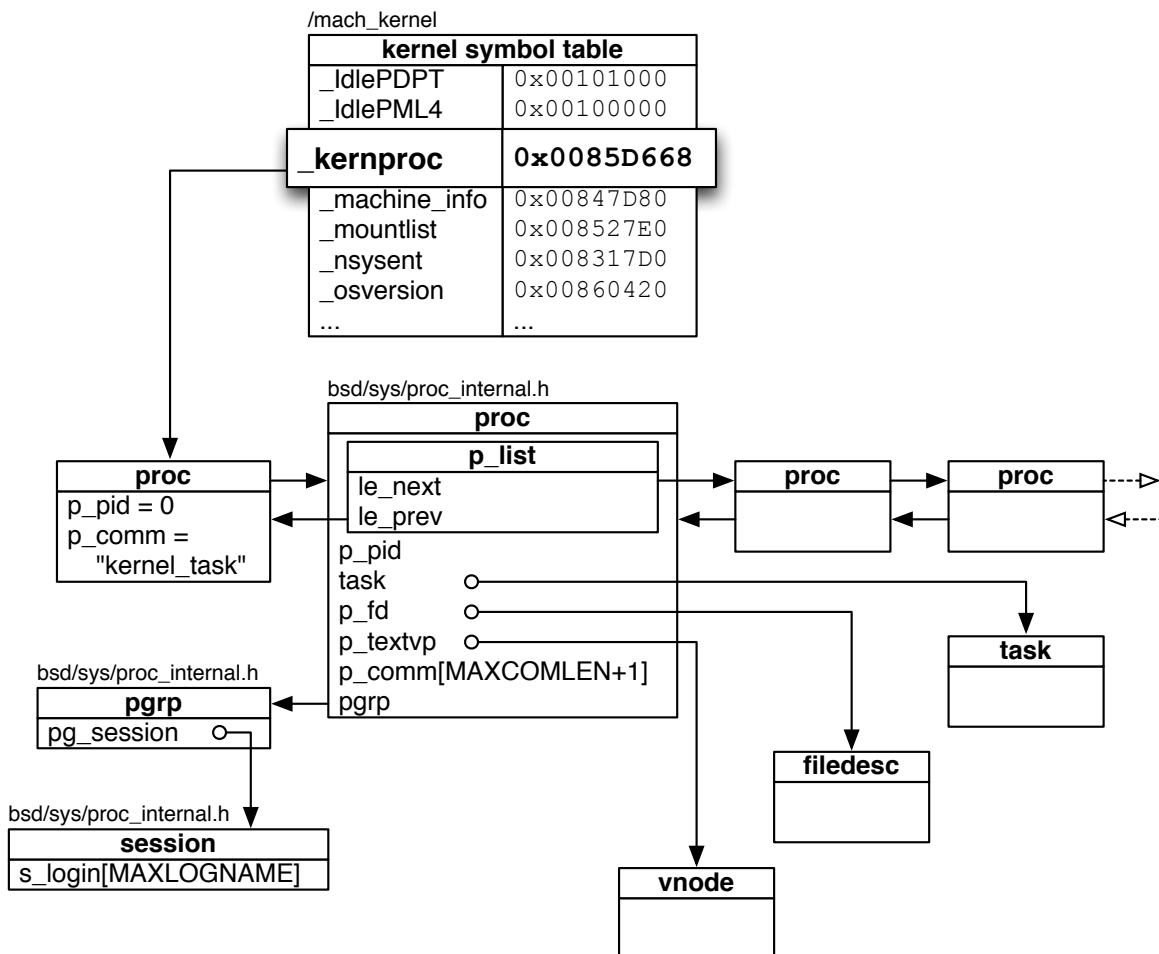 /mach_kernel
kernel symbol table
_IdlePDPT 0x00101000
_IdlePML4 0x00100000
_kernproc 0x0085D668
_machine_info 0x00847D80
_mountlist 0x008527E0
_nsysent 0x008317D0
_osversion 0x00860420
... ...
bsd/sys/proc_internal.h
proc
p_list
le_next
le_prev
p_pid
task
p_fd
p_textvp
p_comm[MAXCOMLEN+1]
pgrp
proc
p_pid = 0
p_comm =
"kernel_task"
proc
proc
task
filedesc
vnode
bsd/sys/proc_internal.h
pgrp
pg_session
bsd/sys/proc_internal.h
session
s_login[MAXLOGNAME]